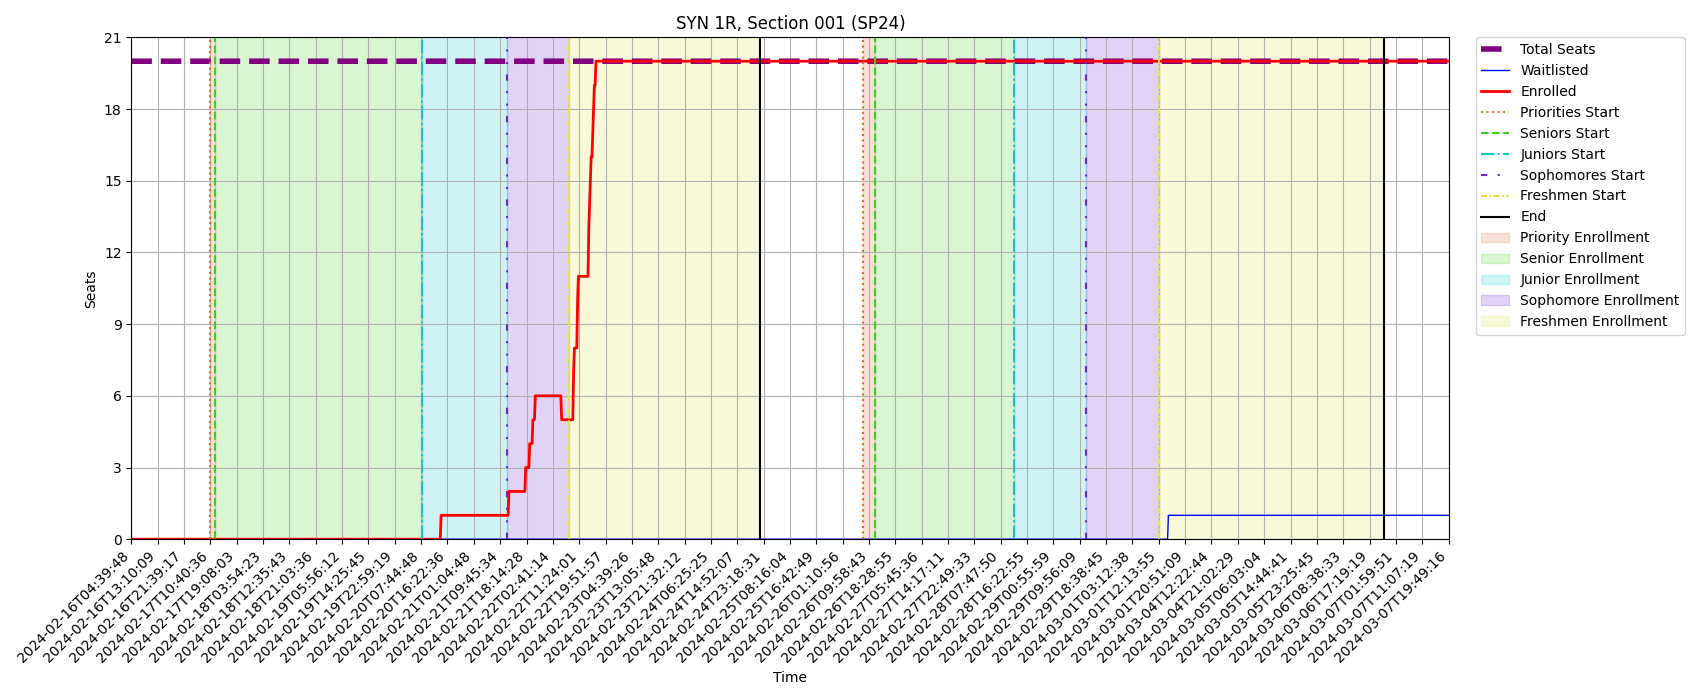 SYN 1R, Section 001 (SP24)
21
18
15
12
9
6
3
0
Seats
2024-02-16T04:39:48
2024-02-16T13:10:09
2024-02-16T21:39:17
2024-02-17T10:40:36
2024-02-17T19:08:03
2024-02-18T03:54:23
2024-02-18T12:35:43
2024-02-18T21:03:36
2024-02-19T05:56:12
2024-02-19T14:25:45
2024-02-19T22:59:19
2024-02-20T07:44:48
2024-02-20T16:22:36
2024-02-21T01:04:48
2024-02-21T09:45:34
2024-02-21T18:14:28
2024-02-22T02:41:14
2024-02-22T11:24:01
2024-02-22T19:51:57
2024-02-23T04:39:26
2024-02-23T13:05:48
2024-02-23T21:32:12
2024-02-24T06:25:25
2024-02-24T14:52:07
2024-02-24T23:18:31
2024-02-25T08:16:04
2024-02-25T16:42:49
2024-02-26T01:10:56
2024-02-26T09:58:43
2024-02-26T18:28:55
2024-02-27T05:45:36
2024-02-27T14:17:11
2024-02-27T22:49:33
2024-02-28T07:47:50
2024-02-28T16:22:55
2024-02-29T00:55:59
2024-02-29T09:56:09
2024-02-29T18:38:45
2024-03-01T03:12:38
2024-03-01T12:13:55
2024-03-01T20:51:09
2024-03-04T12:22:44
2024-03-04T21:02:29
2024-03-05T06:03:04
2024-03-05T14:44:41
2024-03-05T23:25:45
2024-03-06T08:38:33
2024-03-06T17:19:19
2024-03-07T01:59:51
2024-03-07T11:07:19
2024-03-07T19:49:16
Time
Total Seats
Waitlisted
Enrolled
Priorities Start
Seniors Start
Juniors Start
Sophomores Start
Freshmen Start
End
Priority Enrollment
Senior Enrollment
Junior Enrollment
Sophomore Enrollment
Freshmen Enrollment